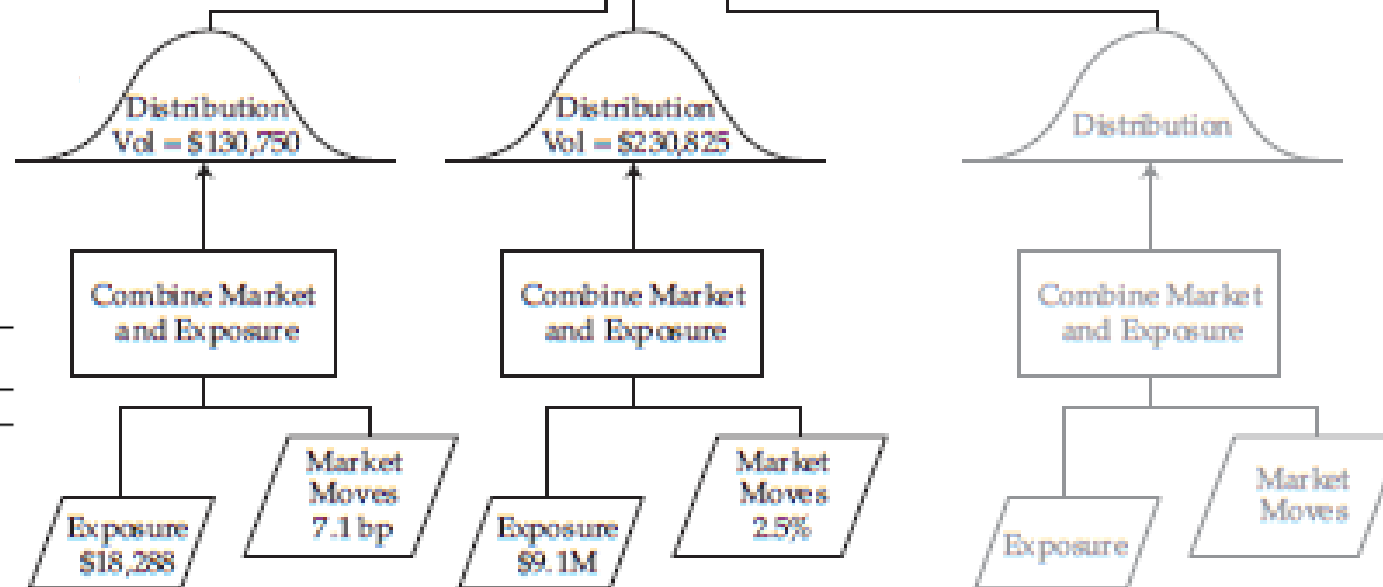 Distribution
Vol = $130,750
Distribution
Vol = $230,825
Distribution
Combine Market
and Exposure
Combine Market
and Exposure
Combine Market
and Exposure
Market
Moves
7.1 bp
Exposure
$18,288
Market
Moves
2.5%
Exposure
$9.1M
Market
Moves
Exposure